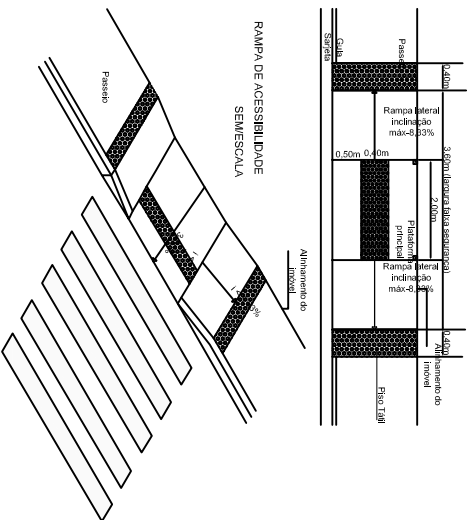 RAMPA DE ACESSIBILIDADE
SEM/ESCALA
Passeio
Alinhamento do
imóvel
Sarjeta
Guia
Passeio
0,40m
3,60m (largura faixa segurança)
2,00m
0,40m
Rampa lateral
inclinação
máx-8,33%
0,50m
0,40m
Plataforma
principal
Rampa lateral
inclinação
máx-8,33%
Alinhamento do
imóvel
Piso Tátil